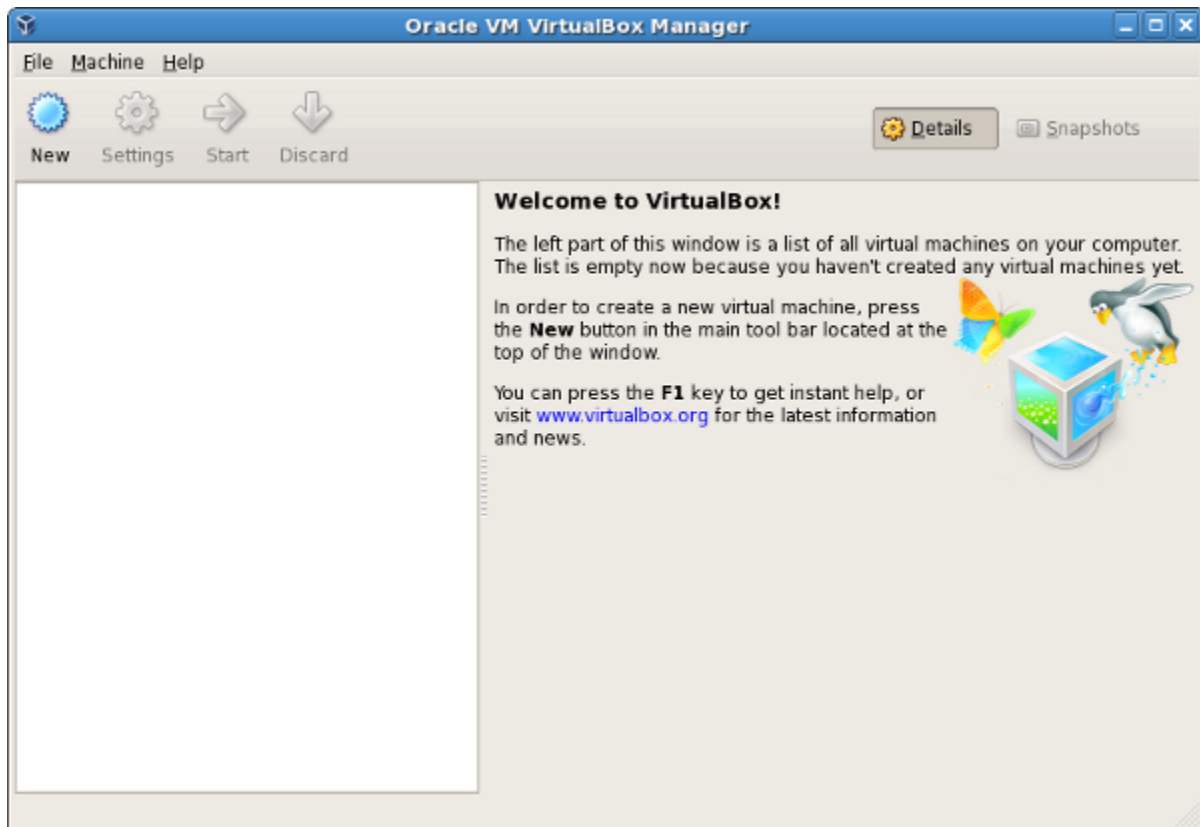 Oracle VM VirtualBox Manager
File Machine Help
New Settings Start Discard
Details Snapshots
Welcome to VirtualBox!
The left part of this window is a list of all virtual machines on your computer.
The list is empty now because you haven't created any virtual machines yet.
In order to create a new virtual machine, press
the New button in the main tool bar located at the
top of the window.
You can press the F1 key to get instant help, or
visit www.virtualbox.org for the latest information
and news.